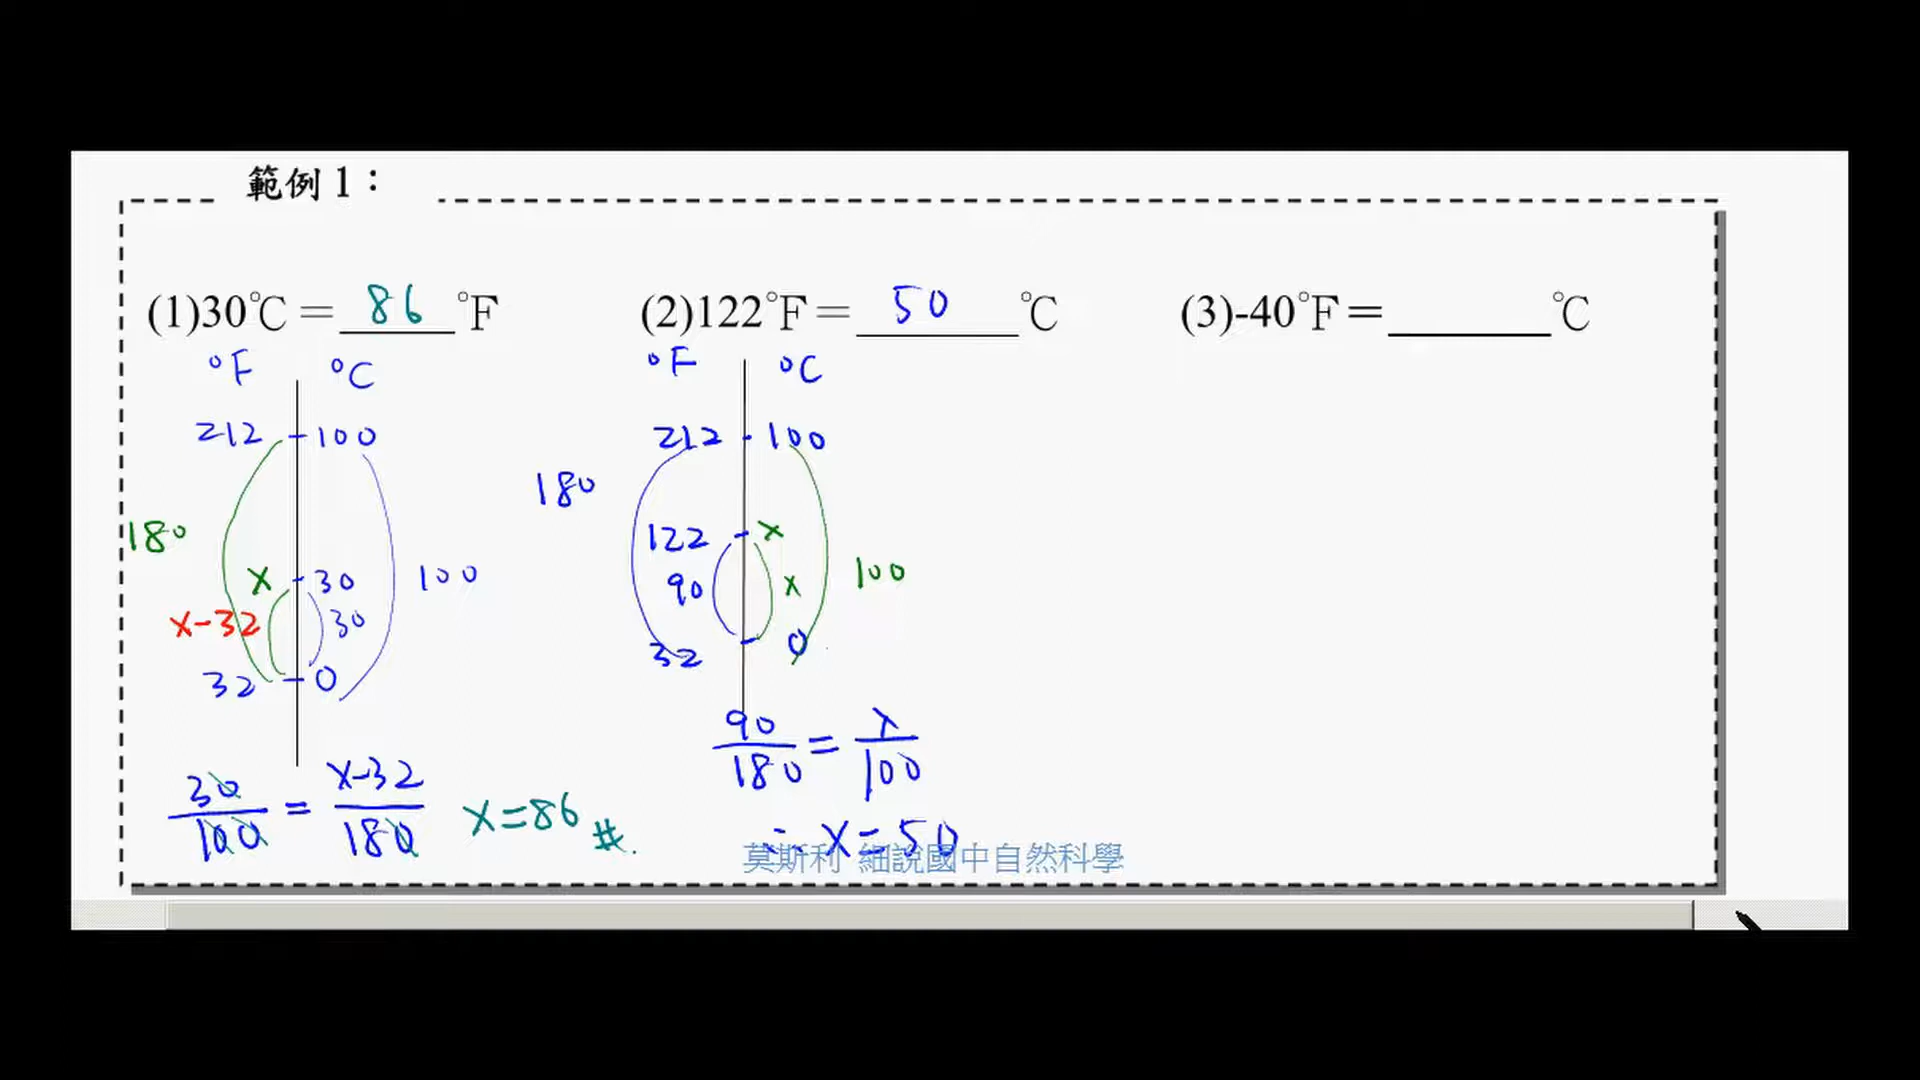 範例 1：
(1)30℃ = 86 ℉
(2)122℉ = 50 ℃
(3)-40℉ = ______ ℃
°F °C
212 100
180
x 30
100
x-32 30
32 0
30/100 = x-32/180 x=86 #.
°F °C
212 100
180
122 x
90 x
100
32 0
90/180 = x/100
∴ x=50
莫斯利 細說國中自然科學